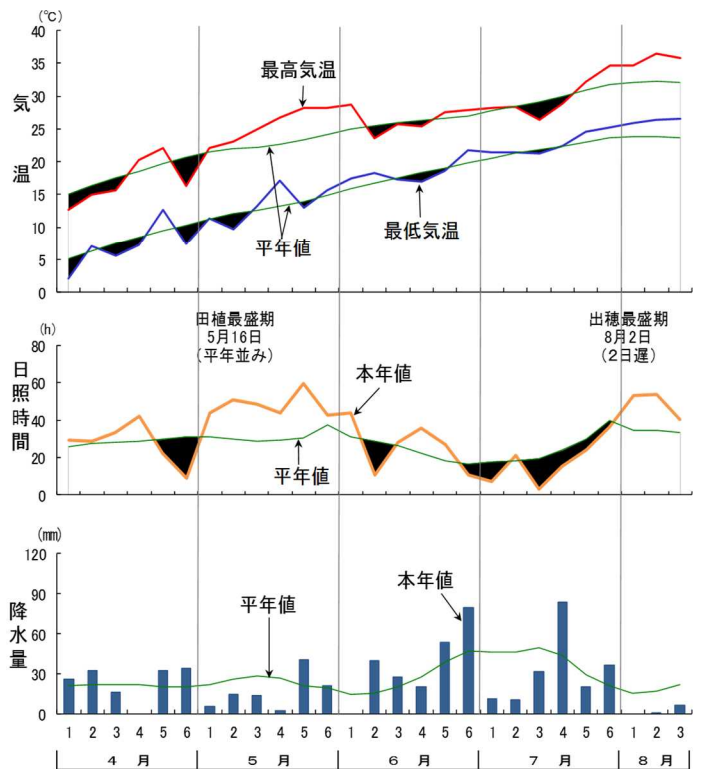 (℃)
40
35
30
25
20
15
10
5
0
気温
最高気温
平年値
最低気温
田植最盛期
5月16日
(平年並み)
出穂最盛期
8月2日
(2日遅)
(h)
80
60
40
20
0
日照時間
本年値
平年値
(mm)
120
90
60
30
0
降水量
平年値
本年値
1 2 3 4 5 6 1 2 3 4 5 6 1 2 3 4 5 6 1 2 3 4 5 6 1 2 3
4 月 5 月 6 月 7 月 8 月